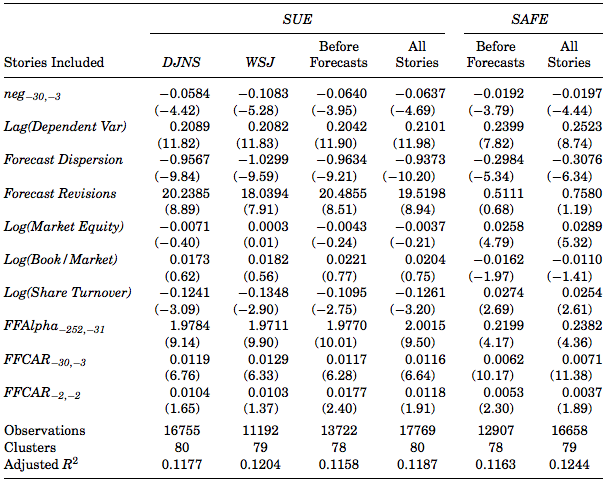 SUE SAFE
Before All Before All
Stories Included DJNS WSJ Forecasts Stories Forecasts Stories
neg−30,−3 −0.0584 −0.1083 −0.0640 −0.0637 −0.0192 −0.0197
(−4.42) (−5.28) (−3.95) (−4.69) (−3.79) (−4.44)
Lag(Dependent Var) 0.2089 0.2082 0.2042 0.2101 0.2399 0.2523
(11.82) (11.83) (11.90) (11.98) (7.82) (8.74)
Forecast Dispersion −0.9567 −1.0299 −0.9634 −0.9373 −0.2984 −0.3076
(−9.84) (−9.59) (−9.21) (−10.20) (−5.34) (−6.34)
Forecast Revisions 20.2385 18.0394 20.4855 19.5198 0.5111 0.7580
(8.89) (7.91) (8.51) (8.94) (0.68) (1.19)
Log(Market Equity) −0.0071 0.0003 −0.0043 −0.0037 0.0258 0.0289
(−0.40) (0.01) (−0.24) (−0.21) (4.79) (5.32)
Log(Book/Market) 0.0173 0.0182 0.0221 0.0204 −0.0162 −0.0110
(0.62) (0.56) (0.77) (0.75) (−1.97) (−1.41)
Log(Share Turnover) −0.1241 −0.1348 −0.1095 −0.1261 0.0274 0.0254
(−3.09) (−2.90) (−2.75) (−3.20) (2.69) (2.61)
FFAlpha−252,−31 1.9784 1.9711 1.9770 2.0015 0.2199 0.2382
(9.14) (9.90) (10.01) (9.50) (4.17) (4.36)
FFCAR−30,−3 0.0119 0.0129 0.0117 0.0116 0.0062 0.0071
(6.76) (6.33) (6.28) (6.64) (10.17) (11.38)
FFCAR−2,−2 0.0104 0.0103 0.0177 0.0118 0.0053 0.0037
(1.65) (1.37) (2.40) (1.91) (2.30) (1.89)
Observations 16755 11192 13722 17769 12907 16658
Clusters 80 79 78 80 78 79
Adjusted R2 0.1177 0.1204 0.1158 0.1187 0.1163 0.1244